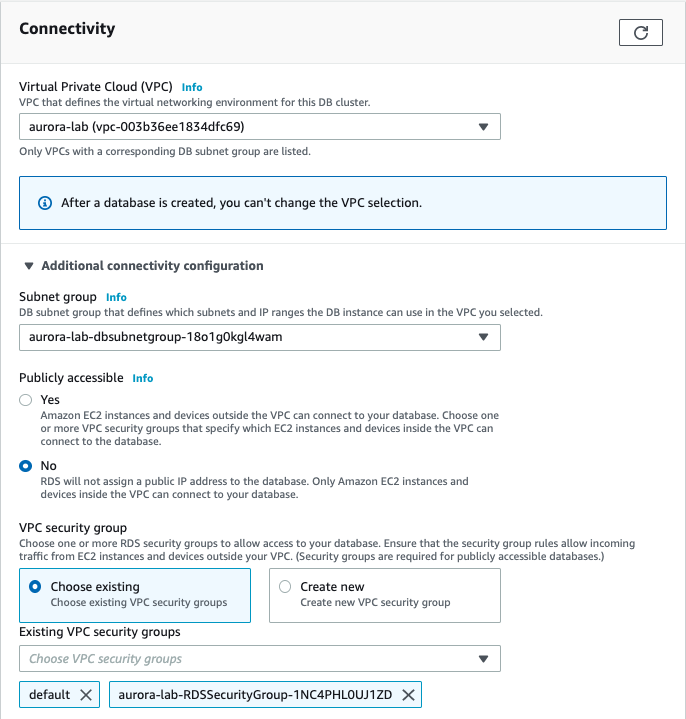 Connectivity
Virtual Private Cloud (VPC) Info
VPC that defines the virtual networking environment for this DB cluster.
aurora-lab (vpc-003b36ee1834dfc69)
Only VPCs with a corresponding DB subnet group are listed.
After a database is created, you can't change the VPC selection.
Additional connectivity configuration
Subnet group Info
DB subnet group that defines which subnets and IP ranges the DB instance can use in the VPC you selected.
aurora-lab-dbsubnetgroup-18o1g0kgl4wam
Publicly accessible Info
Yes
Amazon EC2 instances and devices outside the VPC can connect to your database. Choose one
or more VPC security groups that specify which EC2 instances and devices inside the VPC can
connect to the database.
No
RDS will not assign a public IP address to the database. Only Amazon EC2 instances and
devices inside the VPC can connect to your database.
VPC security group
Choose one or more RDS security groups to allow access to your database. Ensure that the security group rules allow incoming
traffic from EC2 instances and devices outside your VPC. (Security groups are required for publicly accessible databases.)
Choose existing
Choose existing VPC security groups
Create new
Create new VPC security group
Existing VPC security groups
Choose VPC security groups
default
aurora-lab-RDSSecurityGroup-1NC4PHL0UJ1ZD